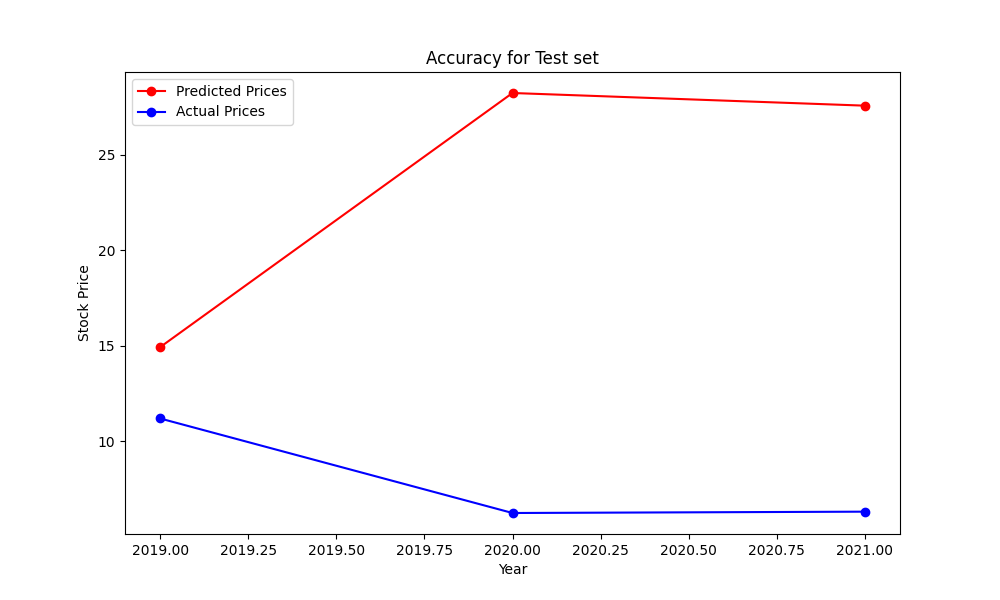 Accuracy for Test set
Predicted Prices
Actual Prices
25
20
15
10
Stock Price
2019.00 2019.25 2019.50 2019.75 2020.00 2020.25 2020.50 2020.75 2021.00
Year